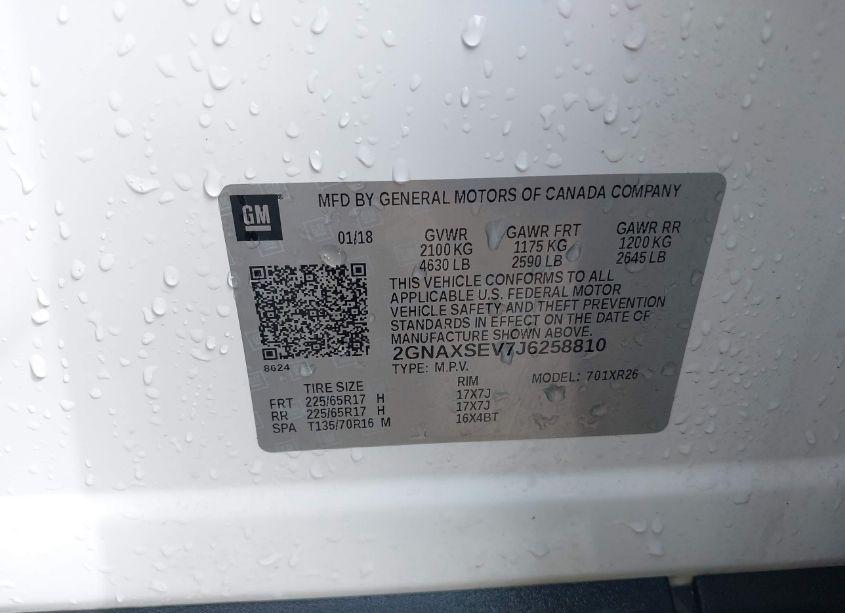 GM
MFD BY GENERAL MOTORS OF CANADA COMPANY
01/18
GVWR GAWR FRT GAWR RR
2100 KG 1175 KG 1200 KG
4630 LB 2590 LB 2645 LB
THIS VEHICLE CONFORMS TO ALL
APPLICABLE U.S. FEDERAL MOTOR
VEHICLE SAFETY AND THEFT PREVENTION
STANDARDS IN EFFECT ON THE DATE OF
MANUFACTURE SHOWN ABOVE.
2GNAXSEV7J6258810
8624
TYPE: M.P.V. MODEL: 701XR26
TIRE SIZE RIM
FRT 225/65R17 H 17X7J
RR 225/65R17 H 17X7J
SPA T135/70R16 M 16X4BT